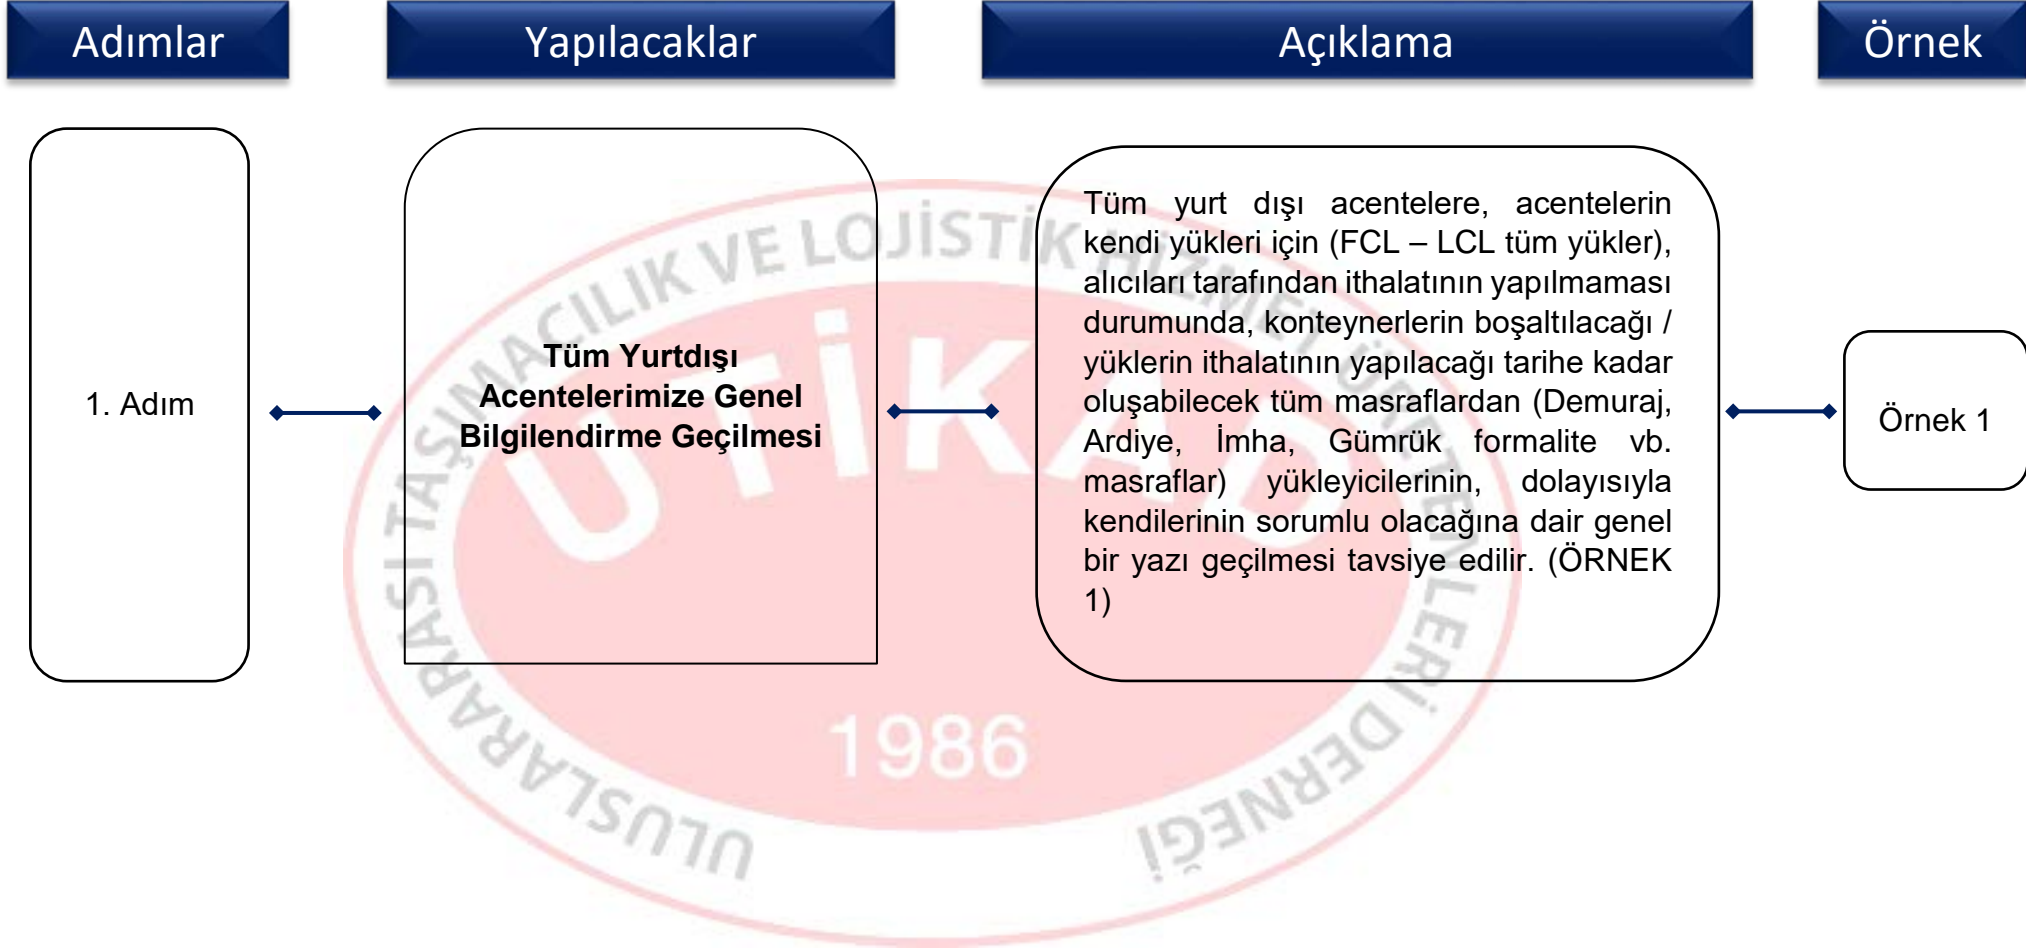 Adımlar
Yapılacaklar
Açıklama
Örnek
1. Adım
Tüm Yurtdışı
Acentelerimize Genel
Bilgilendirme Geçilmesi
Tüm yurt dışı acentelere, acentelerin
kendi yükleri için (FCL – LCL tüm yükler),
alıcıları tarafından ithalatının yapılmaması
durumunda, konteynerlerin boşaltılacağı /
yüklerin ithalatının yapılacağı tarihe kadar
oluşabilecek tüm masraflardan (Demuraj,
Ardiye, İmha, Gümrük formalite vb.
masraflar) yükleyicilerinin, dolayısıyla
kendilerinin sorumlu olacağına dair genel
bir yazı geçilmesi tavsiye edilir. (ÖRNEK
1)
Örnek 1
ULUSLARARASI TAŞIMACILIK VE LOJİSTİK HİZMET ÜRETENLERİ DERNEĞİ
UTİKAD
1986